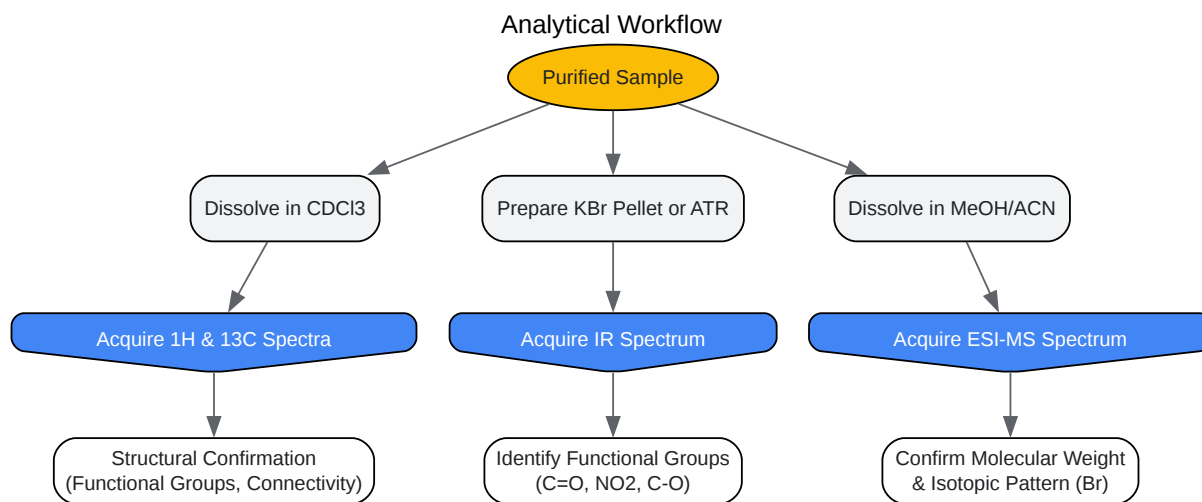 Analytical Workflow
Purified Sample
Dissolve in CDCl3
Prepare KBr Pellet or ATR
Dissolve in MeOH/ACN
Acquire 1H & 13C Spectra
Acquire IR Spectrum
Acquire ESI-MS Spectrum
Structural Confirmation
(Functional Groups, Connectivity)
Identify Functional Groups
(C=O, NO2, C-O)
Confirm Molecular Weight
& Isotopic Pattern (Br)